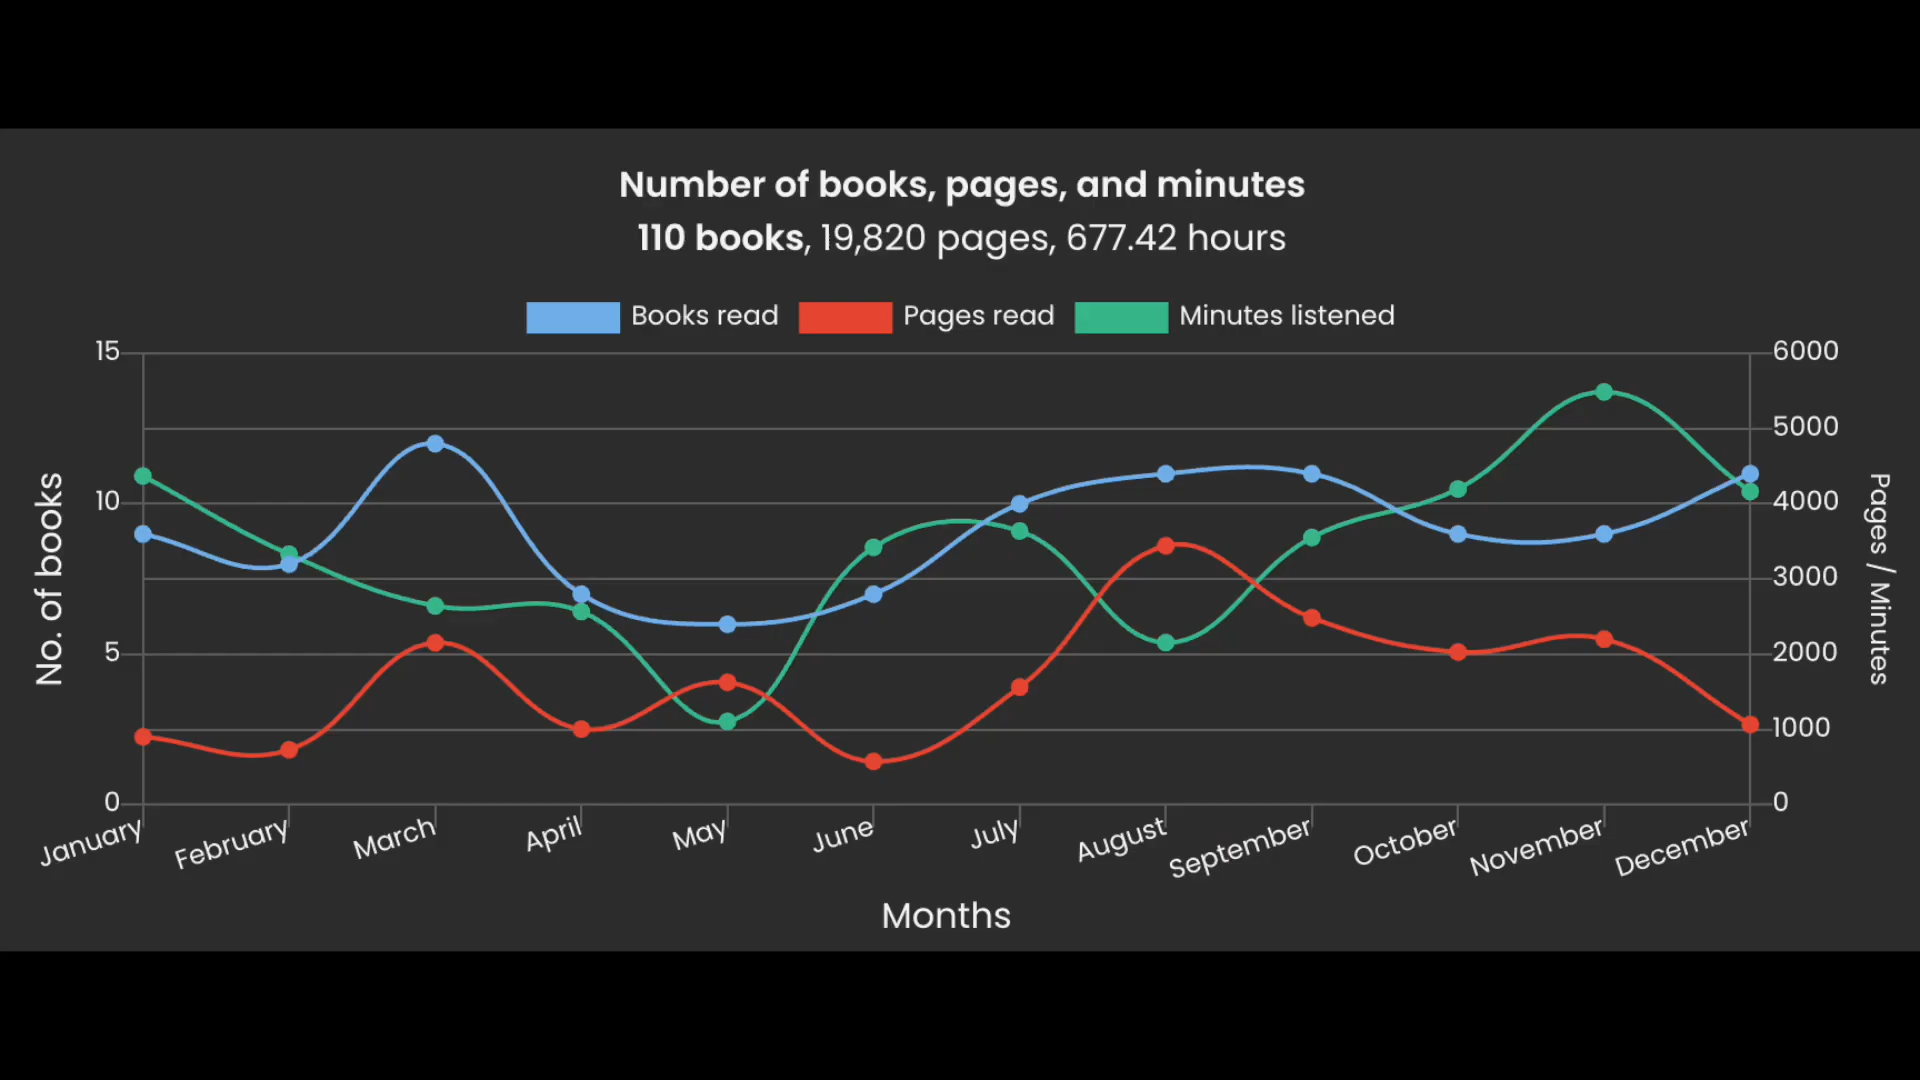 Number of books, pages, and minutes
110 books, 19,820 pages, 677.42 hours
Books read
Pages read
Minutes listened
15
10
5
0
No. of books
6000
5000
4000
3000
2000
1000
0
Pages / Minutes
January
February
March
April
May
June
July
August
September
October
November
December
Months